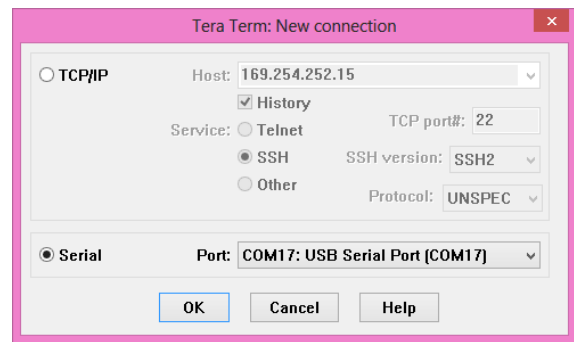 Tera Term: New connection
x
TCP/IP Host: 169.254.252.15
History
Service: Telnet TCP port#: 22
SSH SSH version: SSH2
Other Protocol: UNSPEC
Serial Port: COM17: USB Serial Port (COM17)
OK Cancel Help